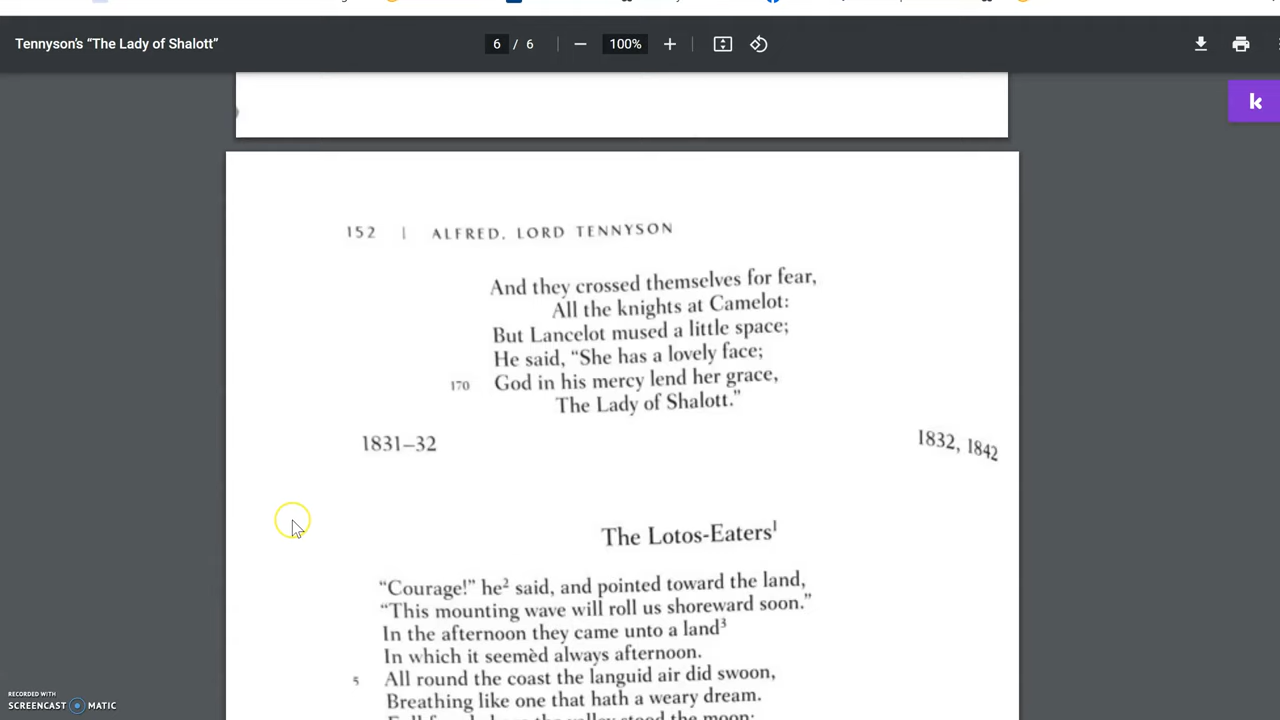 Tennyson's "The Lady of Shalott"
6 / 6
100%
k
152 | ALFRED, LORD TENNYSON
And they crossed themselves for fear,
All the knights at Camelot:
But Lancelot mused a little space;
He said, "She has a lovely face;
170 God in his mercy lend her grace,
The Lady of Shalott."
1831–32
1832, 1842
The Lotos-Eaters¹
"Courage!" he² said, and pointed toward the land,
"This mounting wave will roll us shoreward soon."
In the afternoon they came unto a land³
In which it seemèd always afternoon.
5 All round the coast the languid air did swoon,
Breathing like one that hath a weary dream.
RECORDED WITH
SCREENCAST MATIC